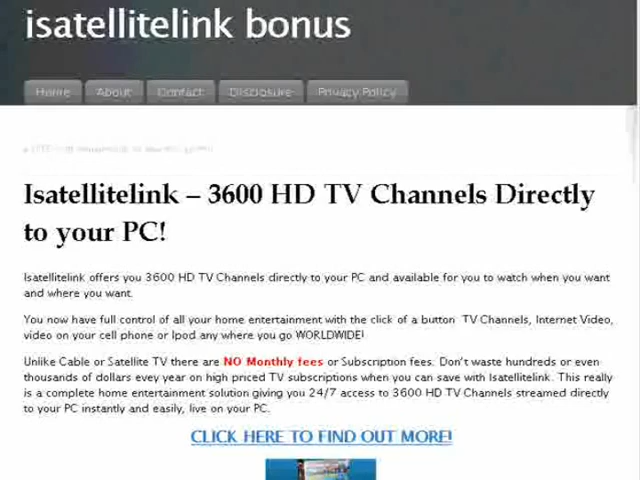 isatellitelink bonus
Home About Contact Disclosure Privacy Policy
Isatellitelink – 3600 HD TV Channels Directly
to your PC!
Isatellitelink offers you 3600 HD TV Channels directly to your PC and available for you to watch when you want
and where you want.
You now have full control of all your home entertainment with the click of a button TV Channels, Internet Video,
video on your cell phone or Ipod any where you go WORLDWIDE!
Unlike Cable or Satellite TV there are NO Monthly fees or Subscription fees. Don't waste hundreds or even
thousands of dollars evey year on high priced TV subscriptions when you can save with Isatellitelink. This really
is a complete home entertainment solution giving you 24/7 access to 3600 HD TV Channels streamed directly
to your PC instantly and easily, live on your PC.
CLICK HERE TO FIND OUT MORE!